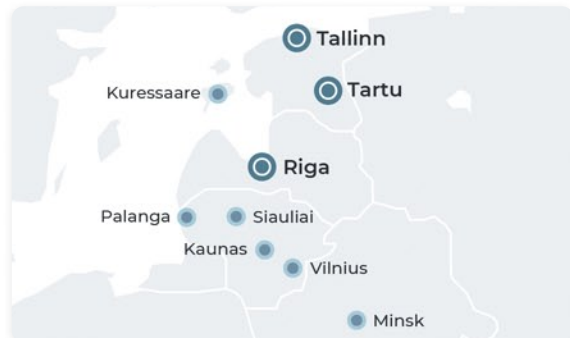 Tallinn
Kuressaare
Tartu
Riga
Palanga
Siauliai
Kaunas
Vilnius
Minsk